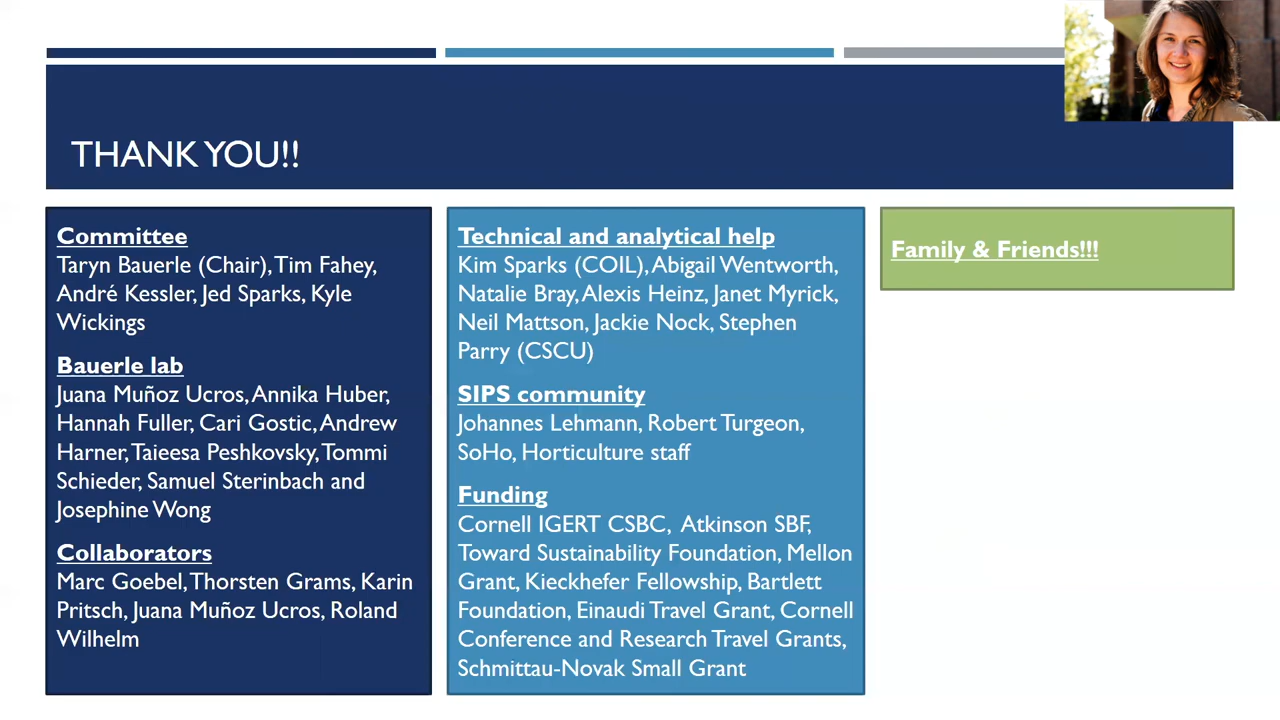 THANK YOU!!
Committee
Taryn Bauerle (Chair), Tim Fahey,
André Kessler, Jed Sparks, Kyle
Wickings
Bauerle lab
Juana Muñoz Ucros, Annika Huber,
Hannah Fuller, Cari Gostic, Andrew
Harner, Taieesa Peshkovsky, Tommi
Schieder, Samuel Sterinbach and
Josephine Wong
Collaborators
Marc Goebel, Thorsten Grams, Karin
Pritsch, Juana Muñoz Ucros, Roland
Wilhelm
Technical and analytical help
Kim Sparks (COIL), Abigail Wentworth,
Natalie Bray, Alexis Heinz, Janet Myrick,
Neil Mattson, Jackie Nock, Stephen
Parry (CSCU)
SIPS community
Johannes Lehmann, Robert Turgeon,
SoHo, Horticulture staff
Funding
Cornell IGERT CSBC, Atkinson SBF,
Toward Sustainability Foundation, Mellon
Grant, Kieckhefer Fellowship, Bartlett
Foundation, Einaudi Travel Grant, Cornell
Conference and Research Travel Grants,
Schmittau-Novak Small Grant
Family & Friends!!!